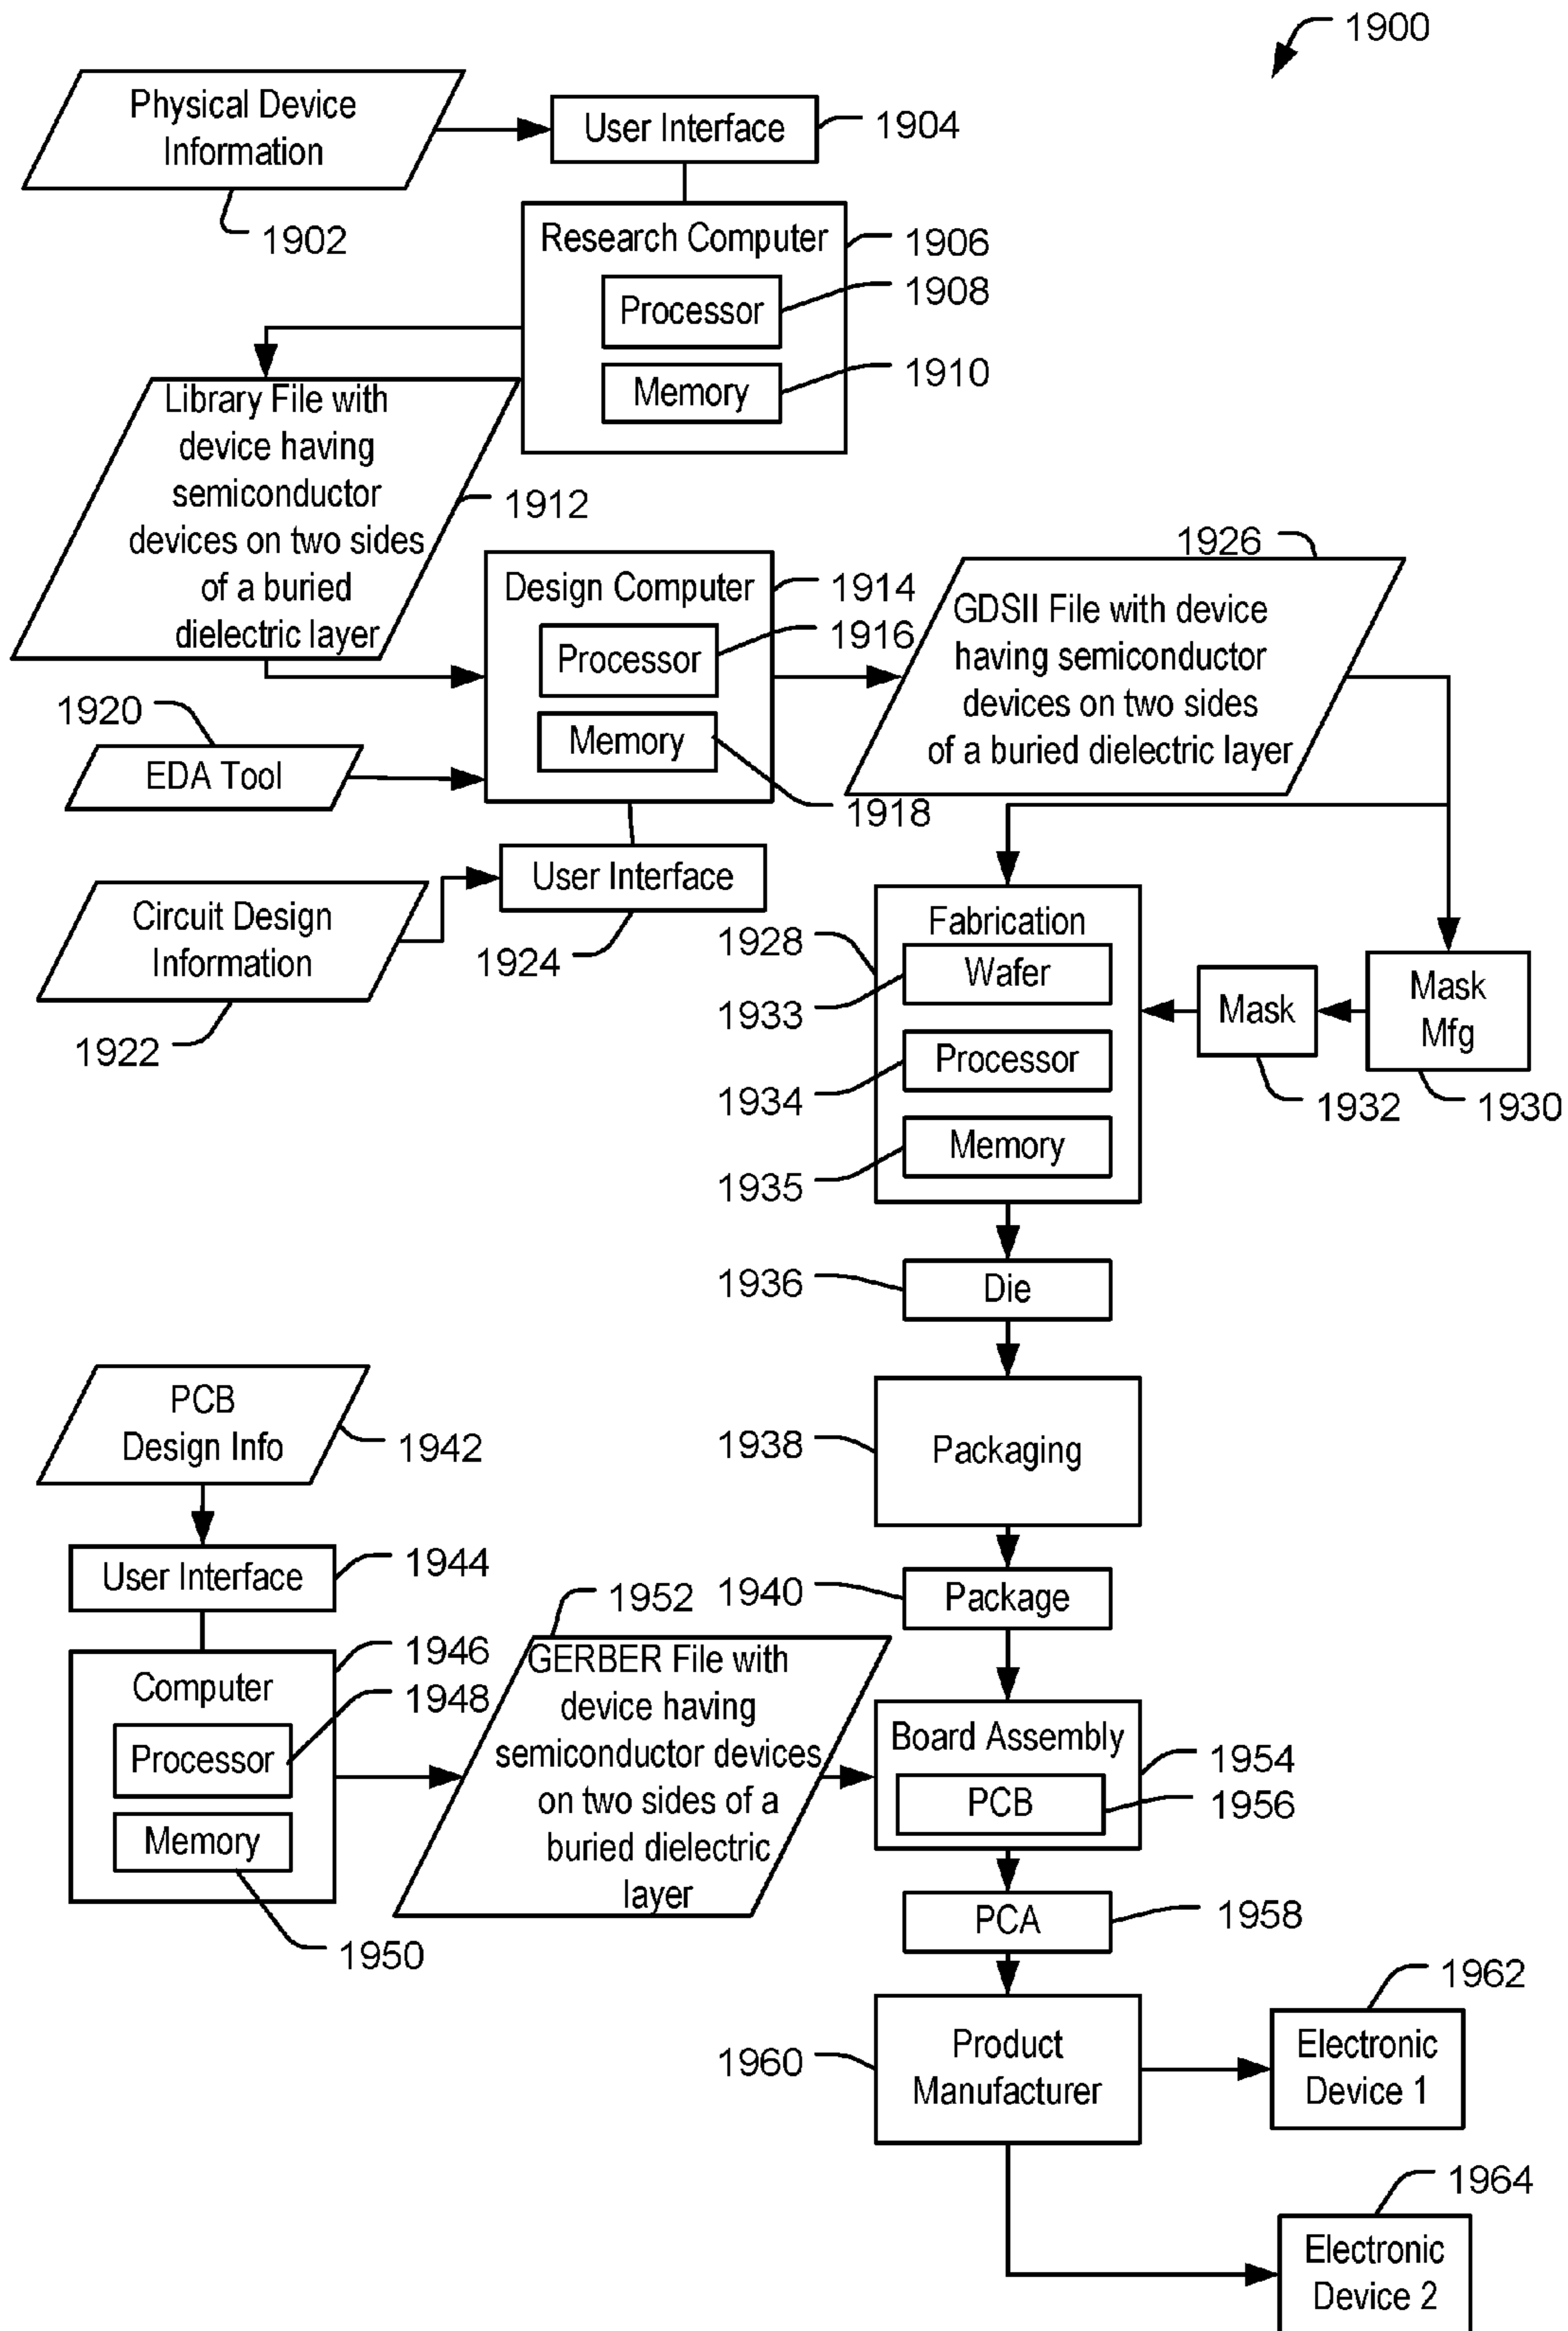 1900
Physical Device
Information
1902
User Interface
1904
Research Computer
1906
Processor
1908
Memory
1910
Library File with
device having
semiconductor
devices on two sides
of a buried
dielectric layer
1912
Design Computer
1914
Processor
1916
Memory
1918
1920
EDA Tool
Circuit Design
Information
1922
User Interface
1924
1926
GDSII File with device
having semiconductor
devices on two sides
of a buried dielectric layer
Fabrication
1928
Wafer
1933
Processor
1934
Memory
1935
Mask
1932
Mask
Mfg
1930
1936
Die
1938
Packaging
1940
Package
PCB
Design Info
1942
User Interface
1944
Computer
1946
Processor
1948
Memory
1950
1952
GERBER File with
device having
semiconductor devices
on two sides of a
buried dielectric
layer
Board Assembly
1954
PCB
1956
PCA
1958
1960
Product
Manufacturer
1962
Electronic
Device 1
1964
Electronic
Device 2